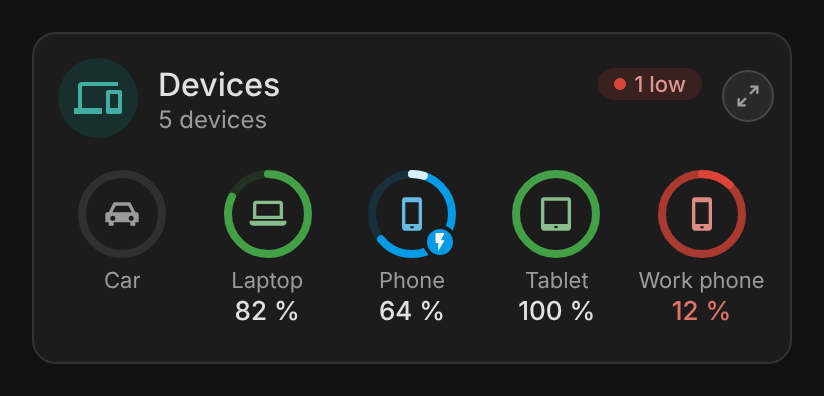 Devices
5 devices
1 low
Car
Laptop
82 %
Phone
64 %
Tablet
100 %
Work phone
12 %